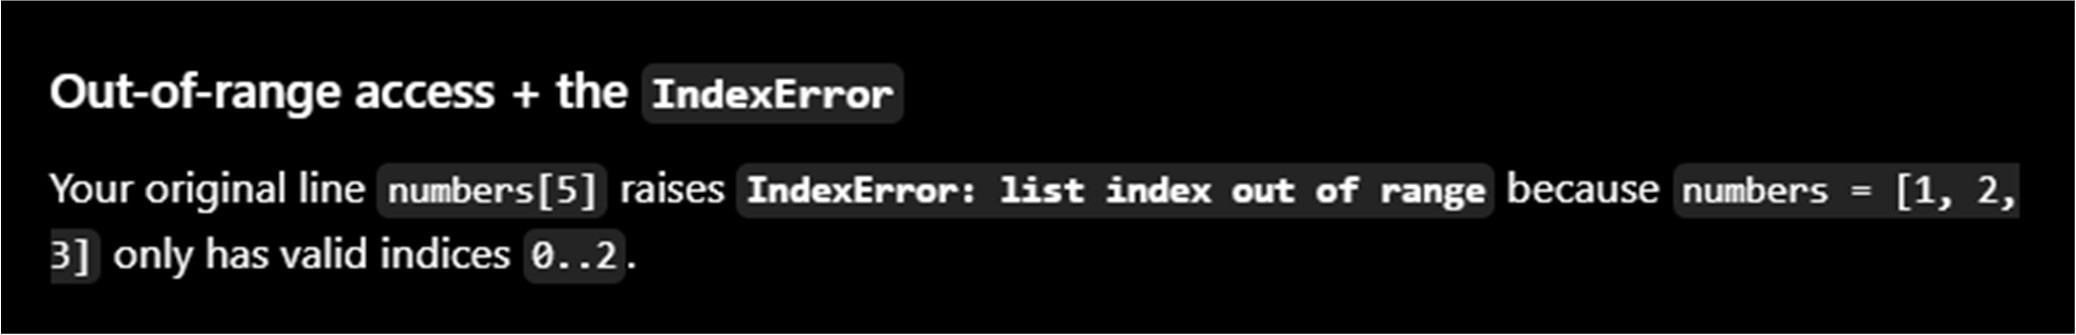 Out-of-range access + the IndexError
Your original line numbers[5] raises IndexError: list index out of range because numbers = [1, 2,
3] only has valid indices 0..2.